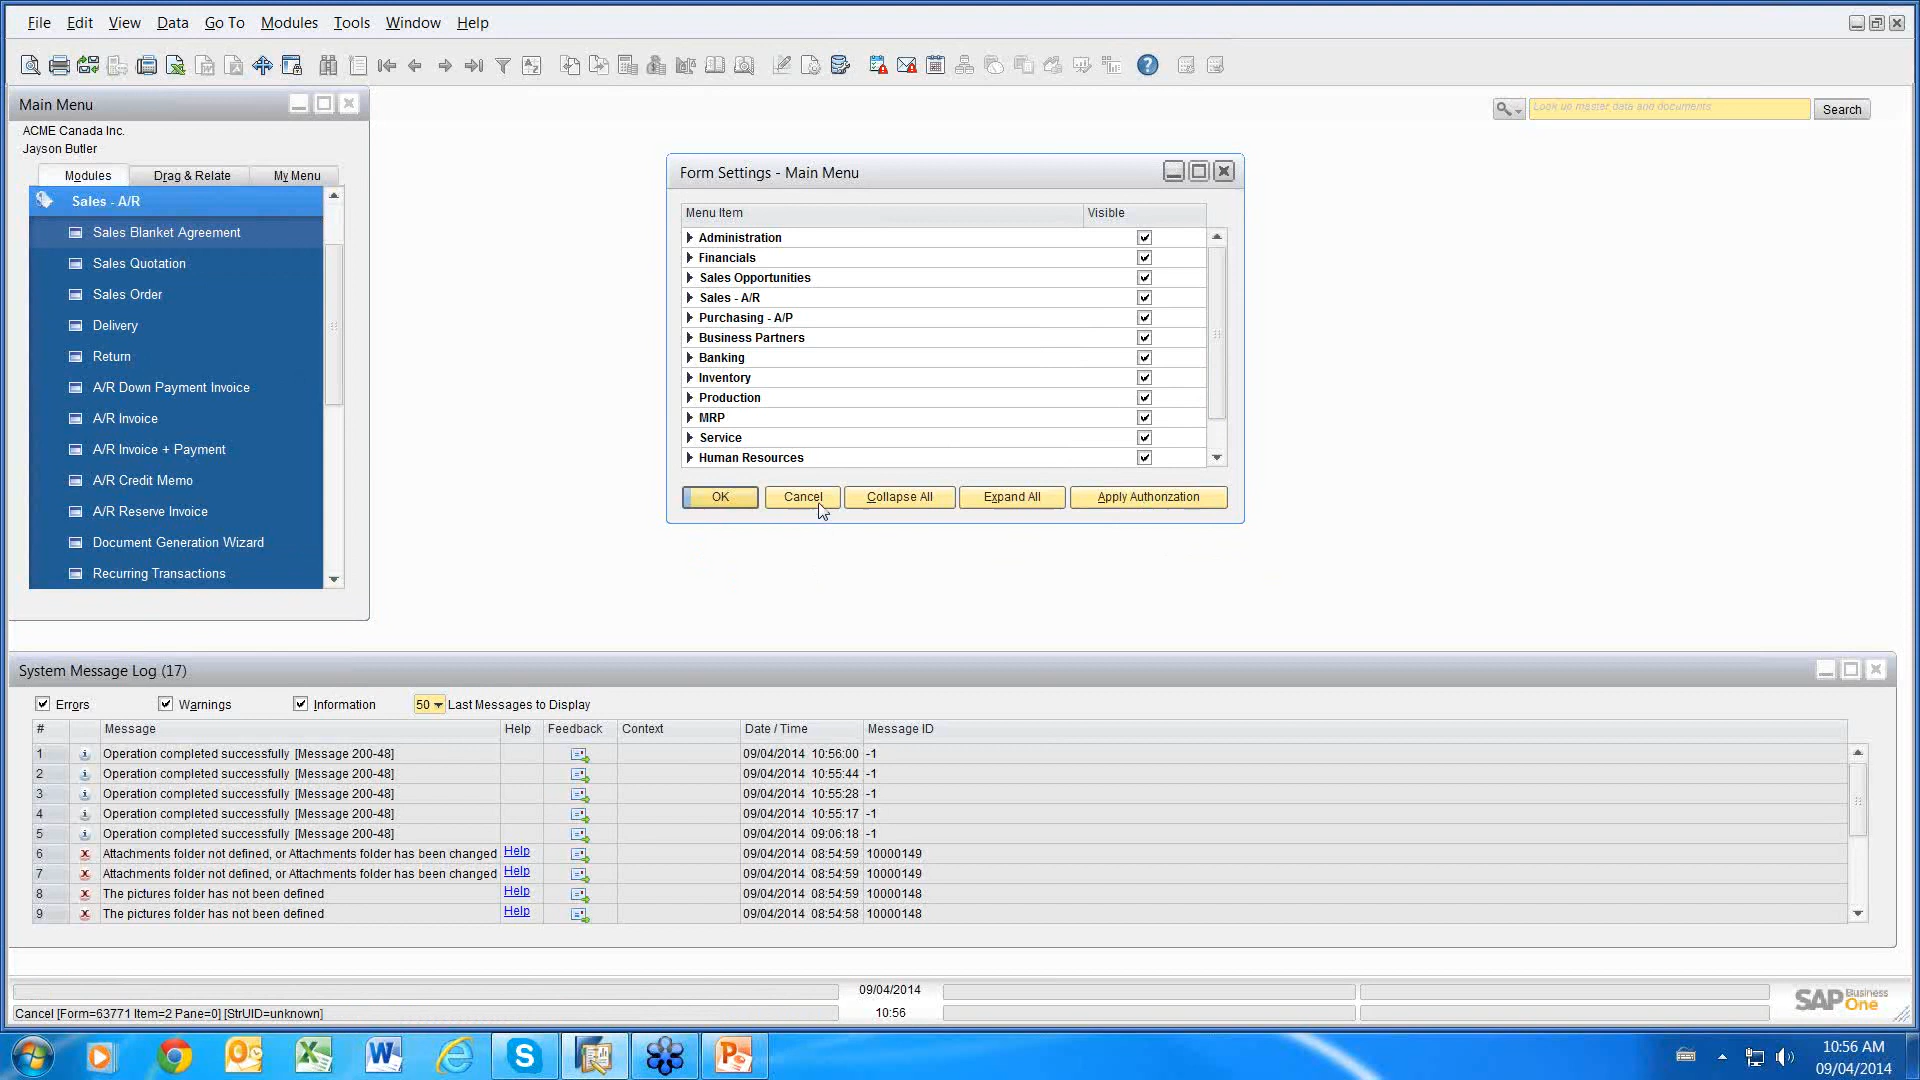 File Edit View Data Go To Modules Tools Window Help
Main Menu
ACME Canada Inc.
Jayson Butler
Modules Drag & Relate My Menu
Sales - A/R
Sales Blanket Agreement
Sales Quotation
Sales Order
Delivery
Return
A/R Down Payment Invoice
A/R Invoice
A/R Invoice + Payment
A/R Credit Memo
A/R Reserve Invoice
Document Generation Wizard
Recurring Transactions
Look up master data and documents Search
Form Settings - Main Menu
Menu Item Visible
Administration
Financials
Sales Opportunities
Sales - A/R
Purchasing - A/P
Business Partners
Banking
Inventory
Production
MRP
Service
Human Resources
OK Cancel Collapse All Expand All Apply Authorization
System Message Log (17)
Errors Warnings Information 50 Last Messages to Display
# Message Help Feedback Context Date / Time Message ID
1 Operation completed successfully [Message 200-48] 09/04/2014 10:56:00 -1
2 Operation completed successfully [Message 200-48] 09/04/2014 10:55:44 -1
3 Operation completed successfully [Message 200-48] 09/04/2014 10:55:28 -1
4 Operation completed successfully [Message 200-48] 09/04/2014 10:55:17 -1
5 Operation completed successfully [Message 200-48] 09/04/2014 09:06:18 -1
6 Attachments folder not defined, or Attachments folder has been changed Help 09/04/2014 08:54:59 10000149
7 Attachments folder not defined, or Attachments folder has been changed Help 09/04/2014 08:54:59 10000149
8 The pictures folder has not been defined Help 09/04/2014 08:54:59 10000148
9 The pictures folder has not been defined Help 09/04/2014 08:54:58 10000148
09/04/2014
Cancel [Form=63771 Item=2 Pane=0] [StrUID=unknown] 10:56
SAP Business One
10:56 AM
09/04/2014